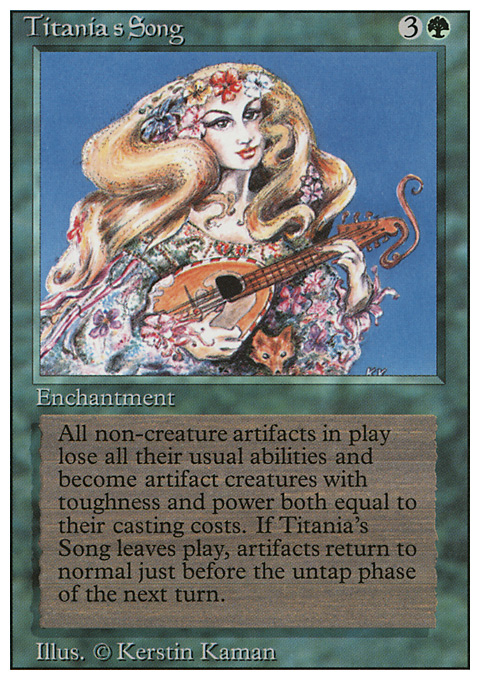 Titania's Song 3
Enchantment
All non-creature artifacts in play
lose all their usual abilities and
become artifact creatures with
toughness and power both equal to
their casting costs. If Titania's
Song leaves play, artifacts return to
normal just before the untap phase
of the next turn.
Illus. © Kerstin Kaman